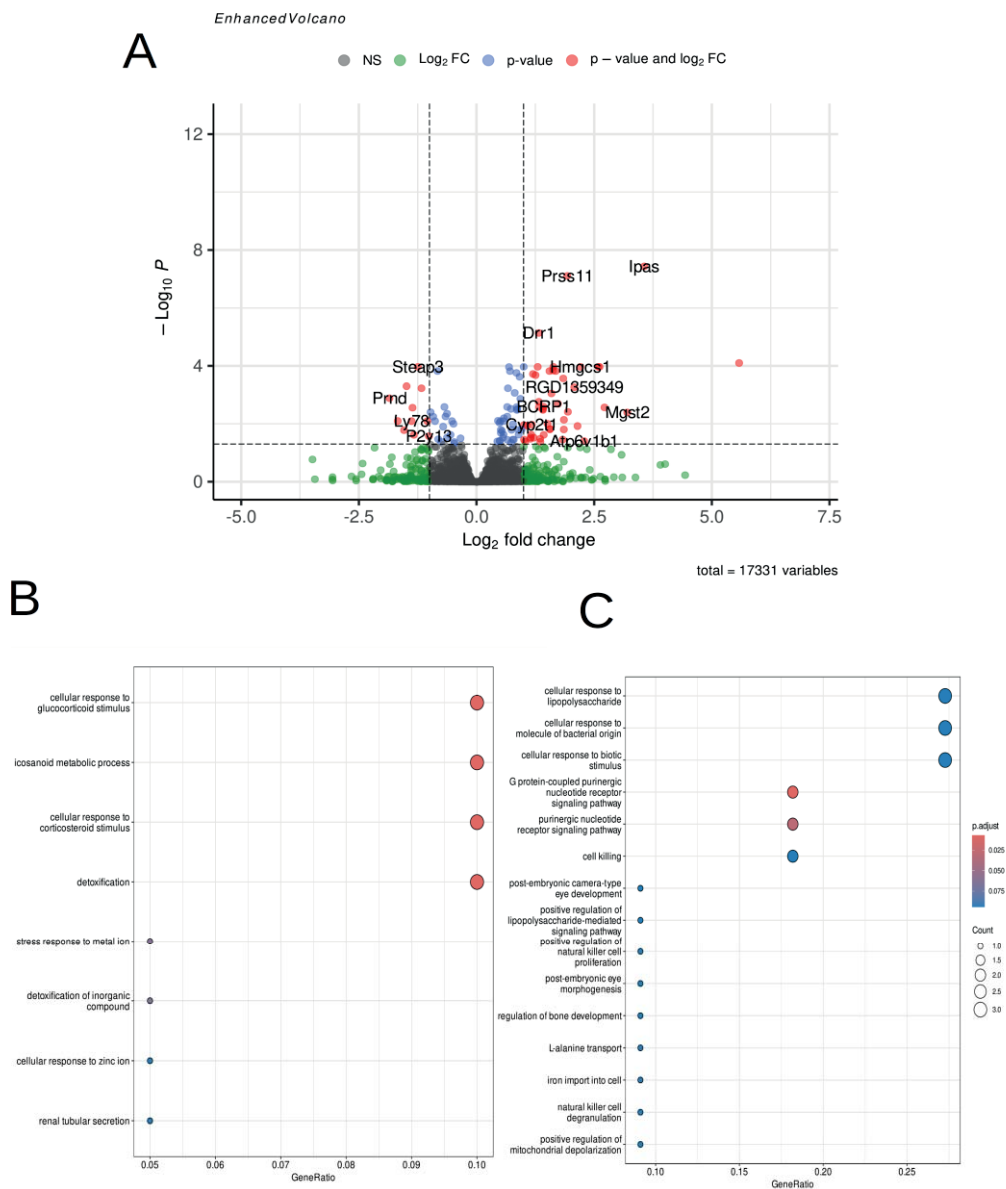 EnhancedVolcano
A
NS Log2 FC p-value p – value and log2 FC
12
8
4
0
– Log10 P
Ipas
Prss11
Drr1
Steap3
Hmgcs1
RGD1359349
Prnd
BCRP1
Mgst2
Ly78
Cyp2t1
P2y13
Atp6v1b1
-5.0 -2.5 0.0 2.5 5.0 7.5
Log2 fold change
total = 17331 variables
B
cellular response to
glucocorticoid stimulus
icosanoid metabolic process
cellular response to
corticosteroid stimulus
detoxification
stress response to metal ion
detoxification of inorganic
compound
cellular response to zinc ion
renal tubular secretion
0.05 0.06 0.07 0.08 0.09 0.10
GeneRatio
C
cellular response to
lipopolysaccharide
cellular response to
molecule of bacterial origin
cellular response to biotic
stimulus
G protein-coupled purinergic
nucleotide receptor
signaling pathway
purinergic nucleotide
receptor signaling pathway
cell killing
post-embryonic camera-type
eye development
positive regulation of
lipopolysaccharide-mediated
signaling pathway
positive regulation of
natural killer cell
proliferation
post-embryonic eye
morphogenesis
regulation of bone development
L-alanine transport
iron import into cell
natural killer cell
degranulation
positive regulation of
mitochondrial depolarization
0.10 0.15 0.20 0.25
GeneRatio
p.adjust
0.025
0.050
0.075
Count
1.0
1.5
2.0
2.5
3.0